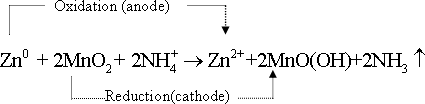 Oxidation (anode)
Zn⁰ + 2MnO₂ + 2NH₄⁺ → Zn²⁺+2MnO(OH)+2NH₃ ↑
Reduction(cathode)